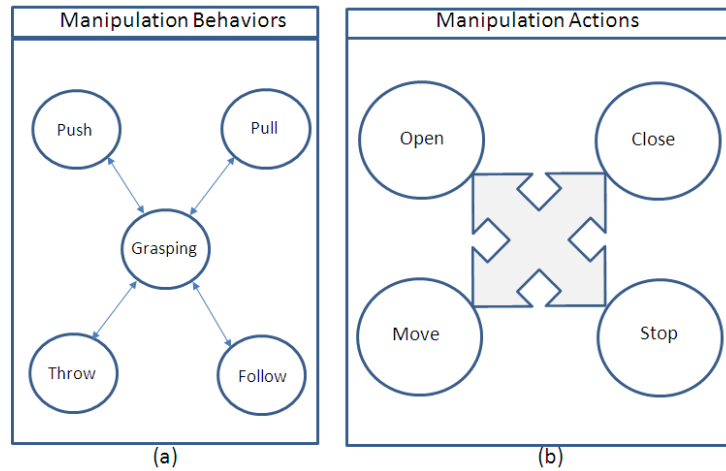 Manipulation Behaviors
Push
Pull
Grasping
Throw
Follow
(a)
Manipulation Actions
Open
Close
Move
Stop
(b)